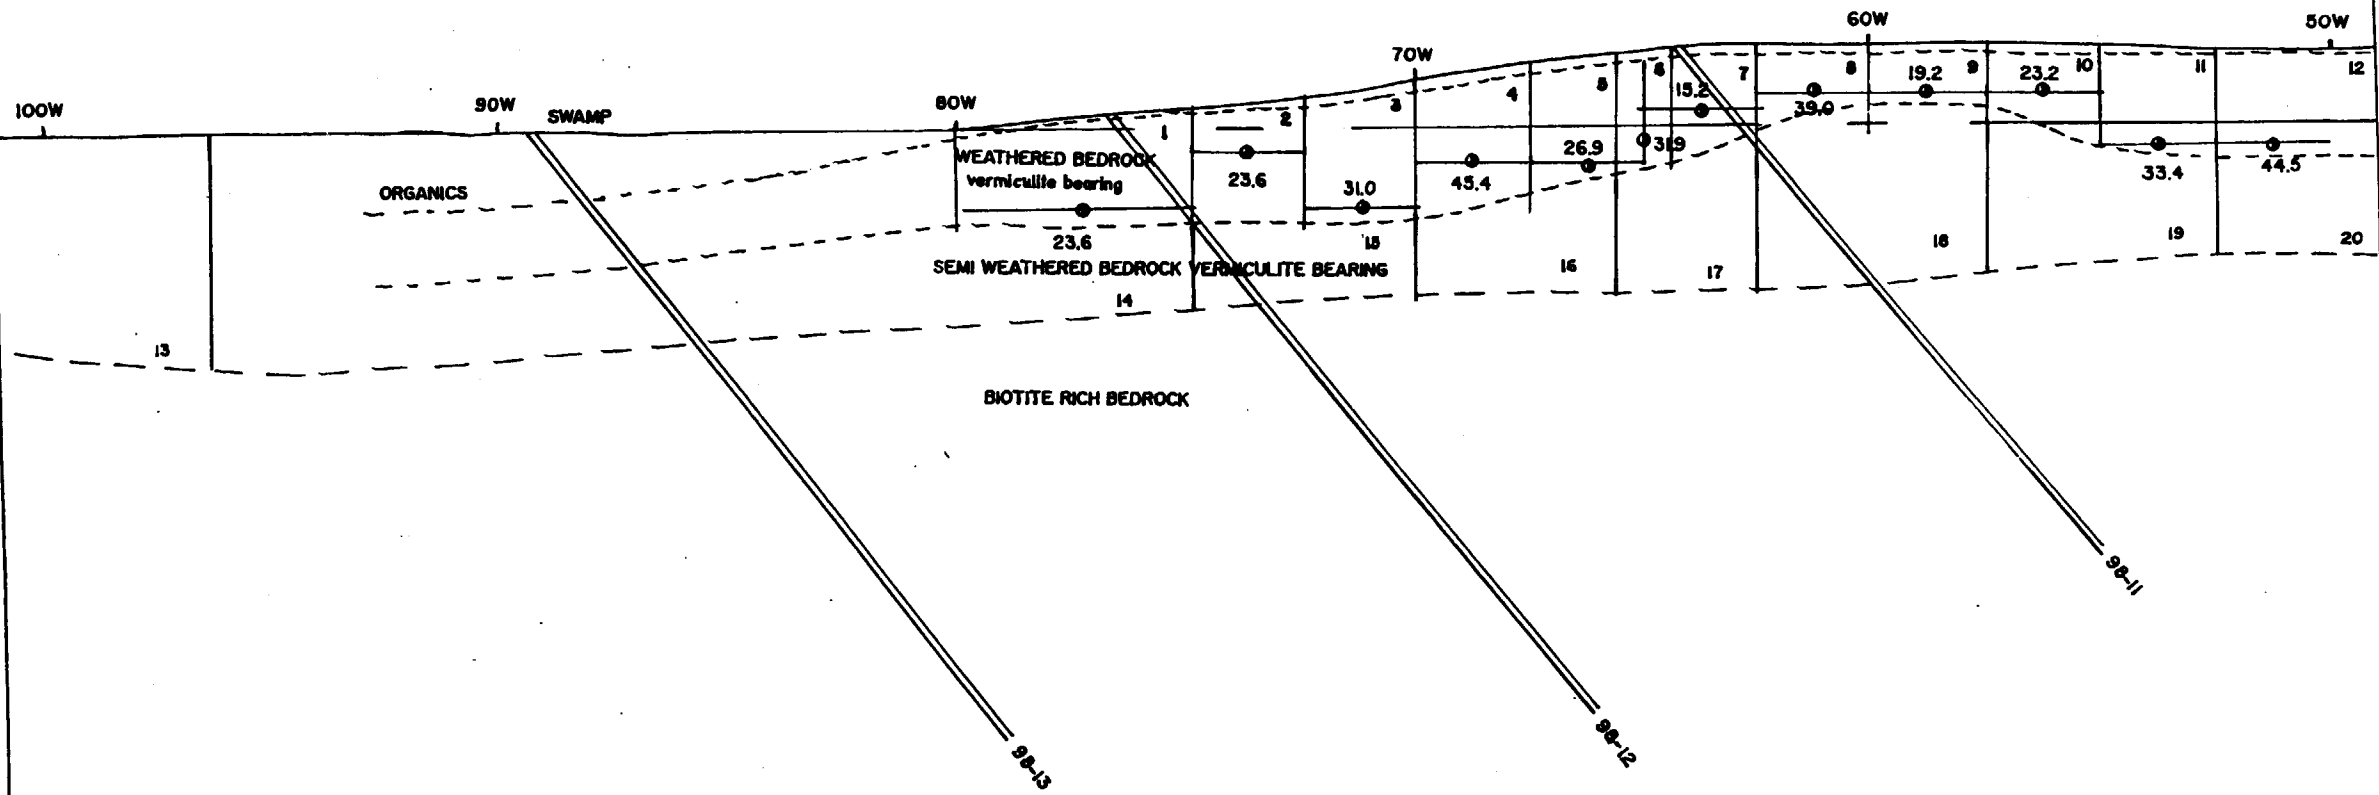 50W
60W
70W
80W
90W
100W
SWAMP
ORGANICS
WEATHERED BEDROCK
vermiculite bearing
1
2
3
4
5
6
7
8
9
10
11
12
23.6
23.6
31.0
45.4
26.9
31.9
15.2
39.0
19.2
23.2
33.4
44.5
SEMI WEATHERED BEDROCK VERMICULITE BEARING
13
14
15
16
17
18
19
20
BIOTITE RICH BEDROCK
98-13
98-12
98-11